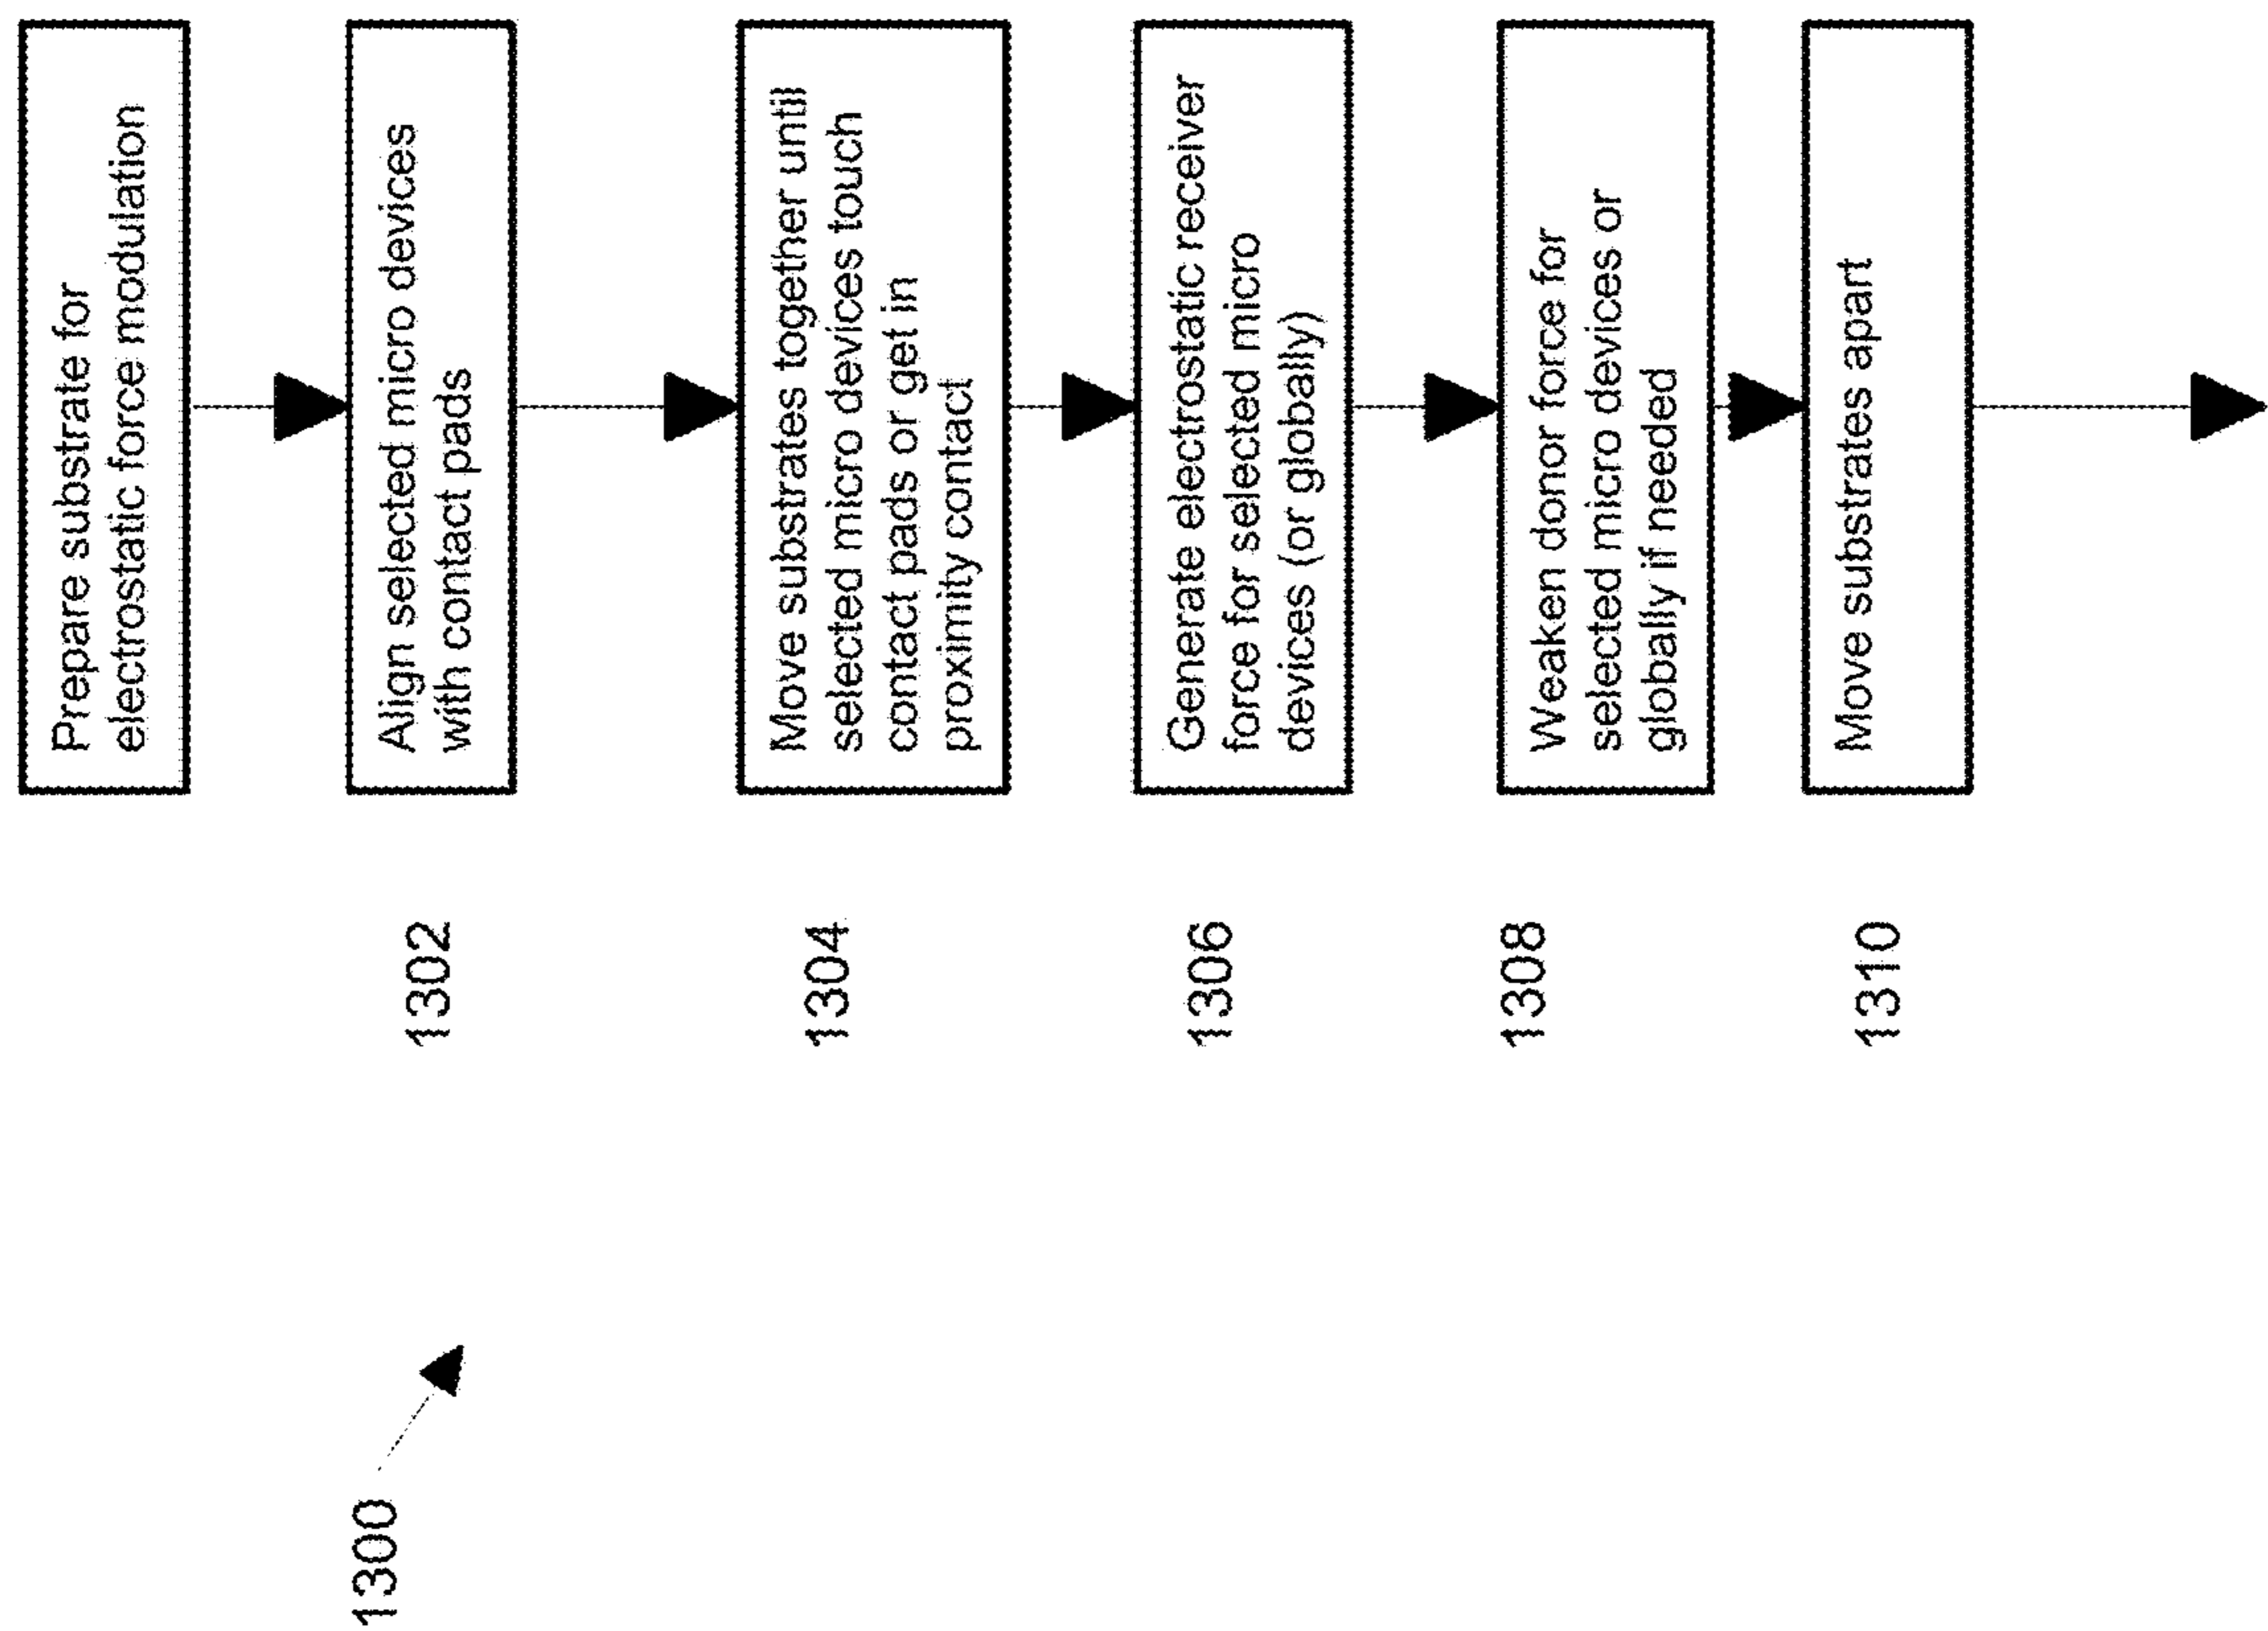 1300
Prepare substrate for
electrostatic force modulation
1302
Align selected micro devices
with contact pads
1304
Move substrates together until
selected micro devices touch
contact pads or get in
proximity contact
1306
Generate electrostatic receiver
force for selected micro
devices (or globally)
1308
Weaken donor force for
selected micro devices or
globally if needed
1310
Move substrates apart